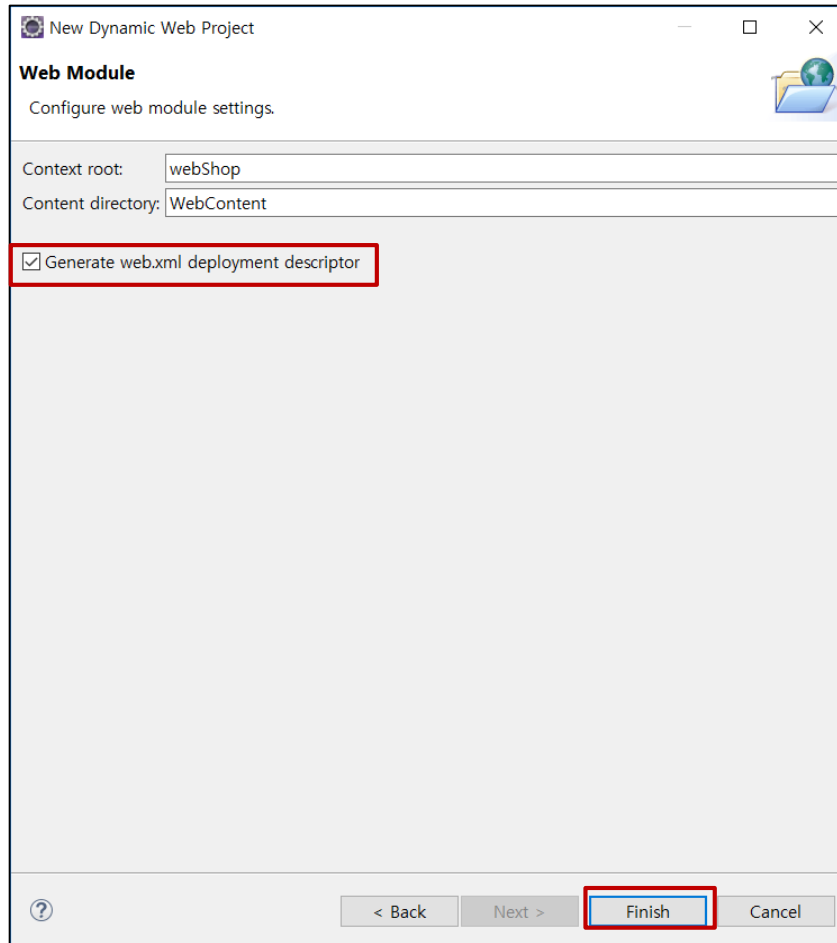 New Dynamic Web Project
Web Module
Configure web module settings.
Context root: webShop
Content directory: WebContent
Generate web.xml deployment descriptor
? < Back Next > Finish Cancel